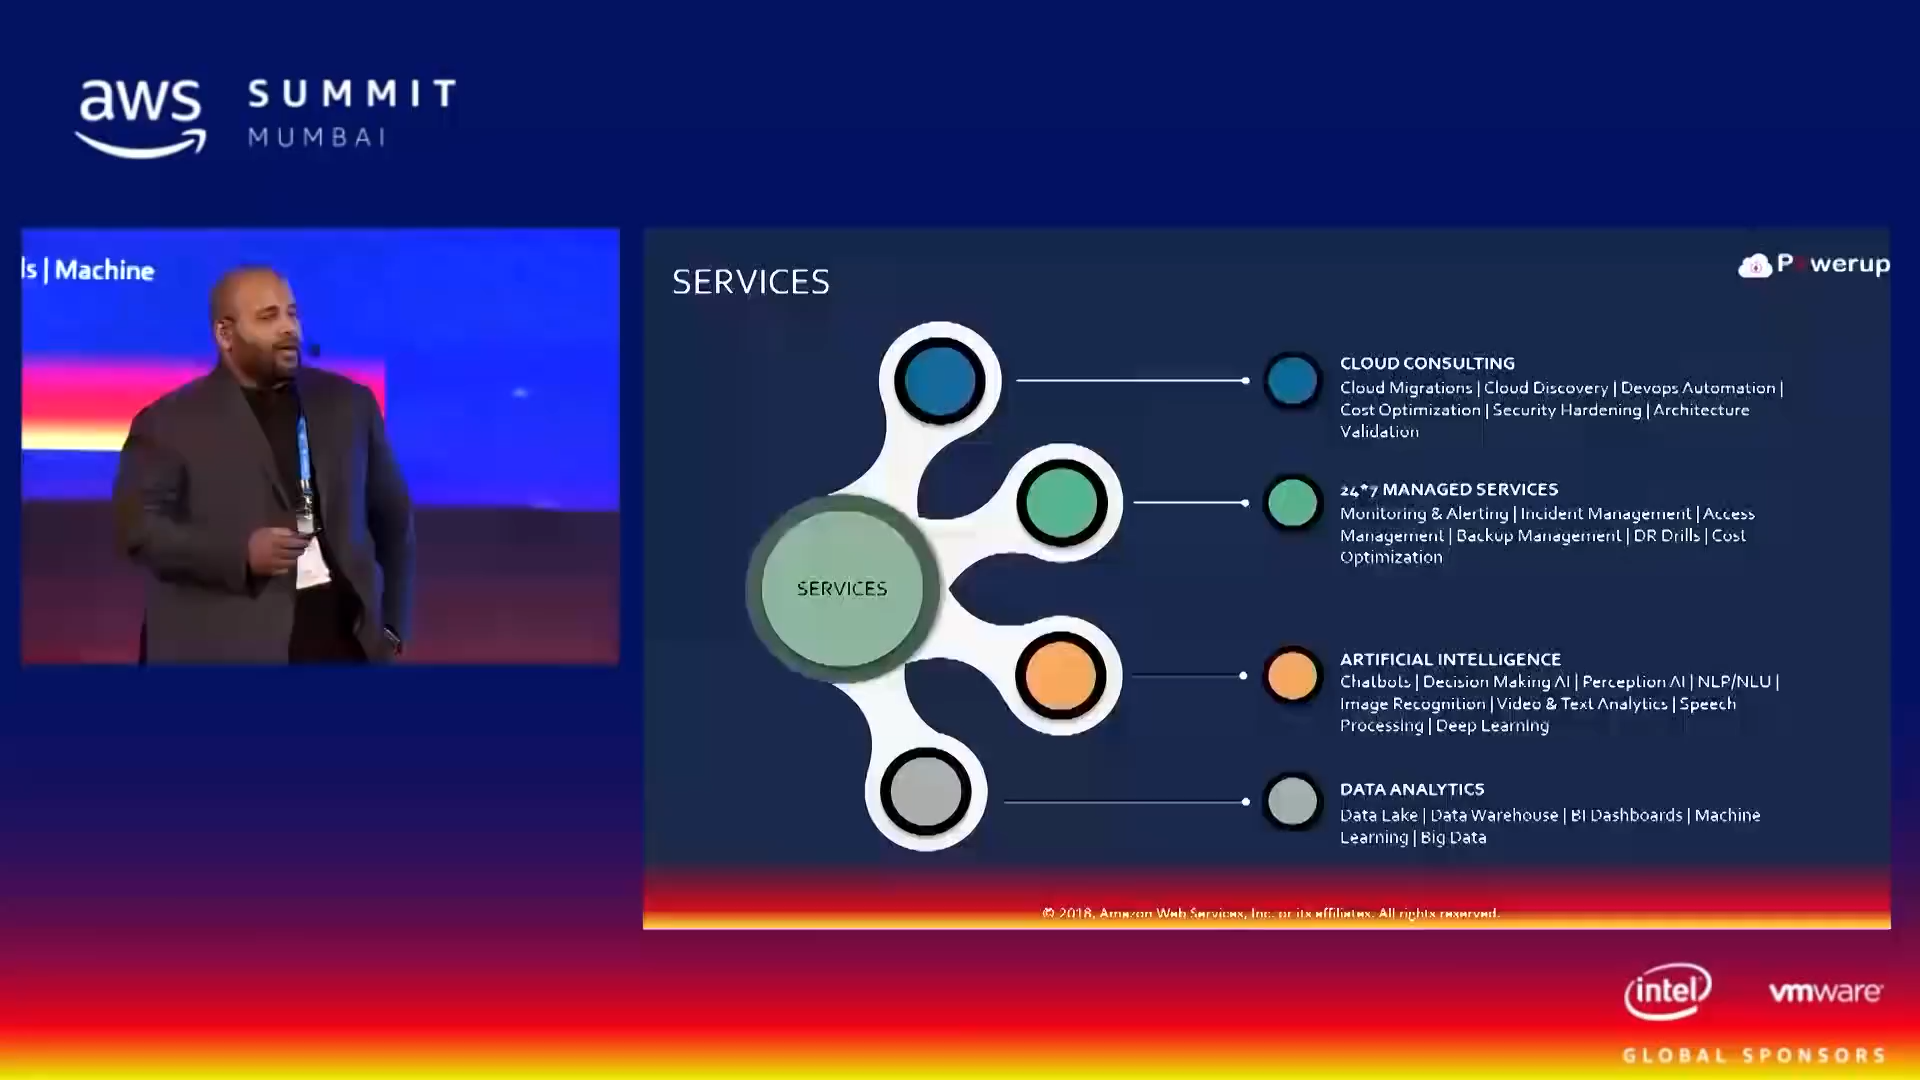 aws SUMMIT
MUMBAI
ls | Machine
SERVICES
Powerup
SERVICES
CLOUD CONSULTING
Cloud Migrations | Cloud Discovery | Devops Automation |
Cost Optimization | Security Hardening | Architecture
Validation
24*7 MANAGED SERVICES
Monitoring & Alerting | Incident Management | Access
Management | Backup Management | DR Drills | Cost
Optimization
ARTIFICIAL INTELLIGENCE
Chatbots | Decision Making AI | Perception AI | NLP/NLU |
Image Recognition | Video & Text Analytics | Speech
Processing | Deep Learning
DATA ANALYTICS
Data Lake | Data Warehouse | BI Dashboards | Machine
Learning | Big Data
© 2018, Amazon Web Services, Inc. or its affiliates. All rights reserved.
intel vmware
GLOBAL SPONSORS